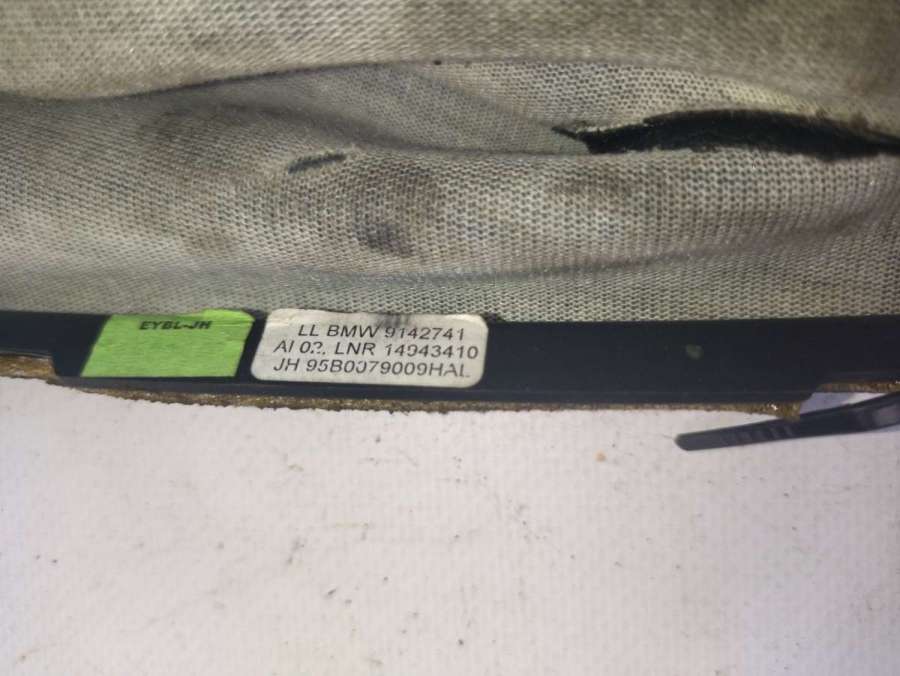 EYBL-JH
LL BMW 9142741
AI 02. LNR 14943410
JH 95B0079009HAL